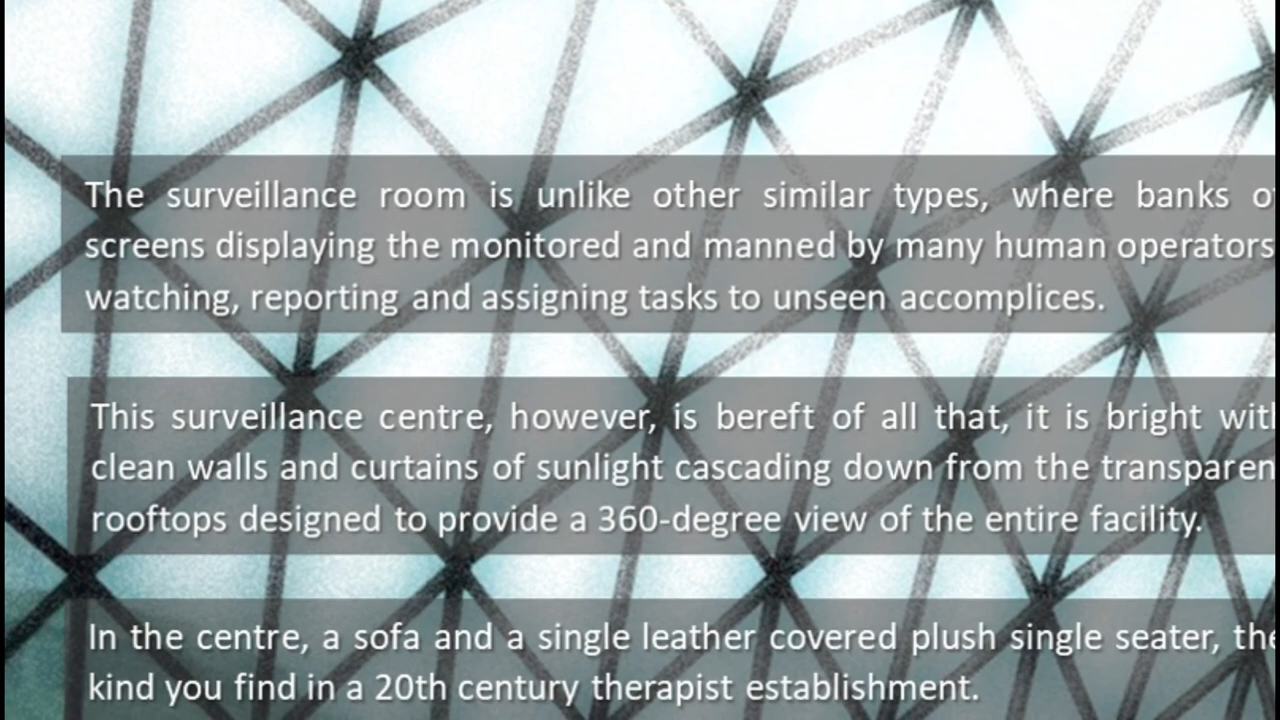 The surveillance room is unlike other similar types, where banks of
screens displaying the monitored and manned by many human operators
watching, reporting and assigning tasks to unseen accomplices.
This surveillance centre, however, is bereft of all that, it is bright with
clean walls and curtains of sunlight cascading down from the transparen
rooftops designed to provide a 360-degree view of the entire facility.
In the centre, a sofa and a single leather covered plush single seater, the
kind you find in a 20th century therapist establishment.